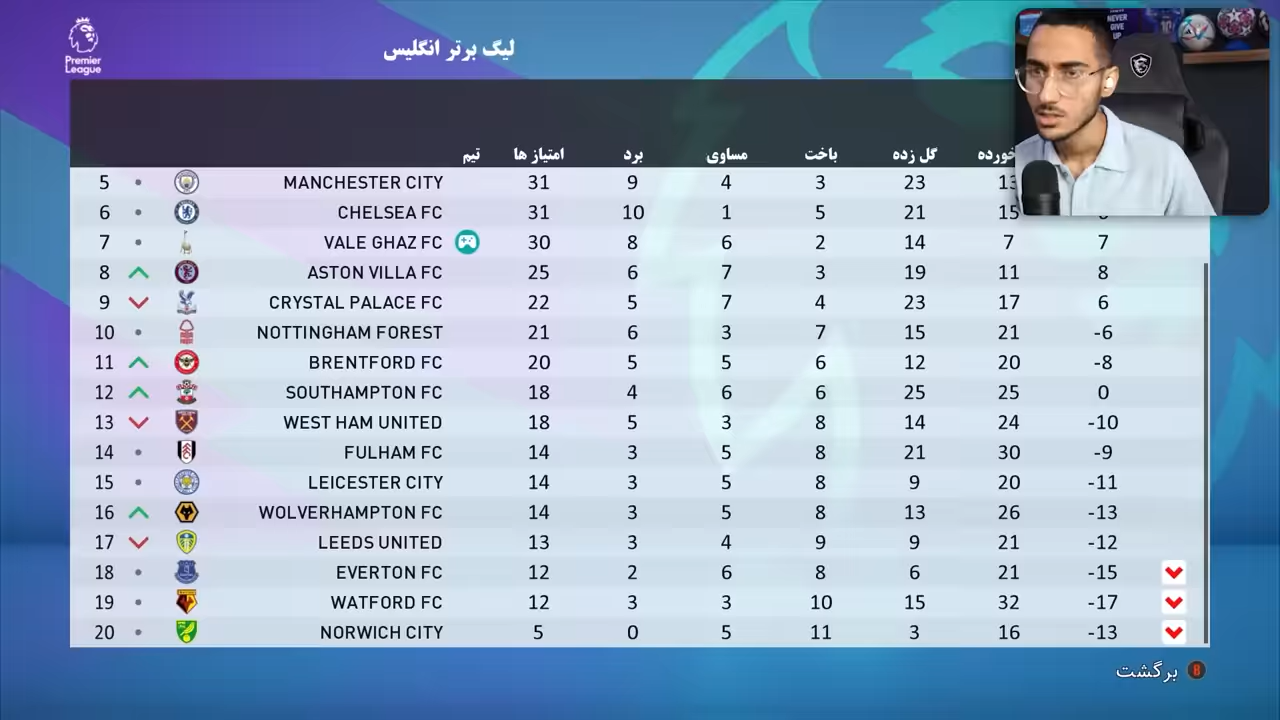 Premier
League
لیگ برتر انگلیس
NEVER
GIVE
UP
تیم امتیاز ها برد مساوی باخت گل زده خورده
5 MANCHESTER CITY 31 9 4 3 23 13
6 CHELSEA FC 31 10 1 5 21 15
7 VALE GHAZ FC 30 8 6 2 14 7 7
8 ASTON VILLA FC 25 6 7 3 19 11 8
9 CRYSTAL PALACE FC 22 5 7 4 23 17 6
10 NOTTINGHAM FOREST 21 6 3 7 15 21 -6
11 BRENTFORD FC 20 5 5 6 12 20 -8
12 SOUTHAMPTON FC 18 4 6 6 25 25 0
13 WEST HAM UNITED 18 5 3 8 14 24 -10
14 FULHAM FC 14 3 5 8 21 30 -9
15 LEICESTER CITY 14 3 5 8 9 20 -11
16 WOLVERHAMPTON FC 14 3 5 8 13 26 -13
17 LEEDS UNITED 13 3 4 9 9 21 -12
18 EVERTON FC 12 2 6 8 6 21 -15
19 WATFORD FC 12 3 3 10 15 32 -17
20 NORWICH CITY 5 0 5 11 3 16 -13
B برگشت